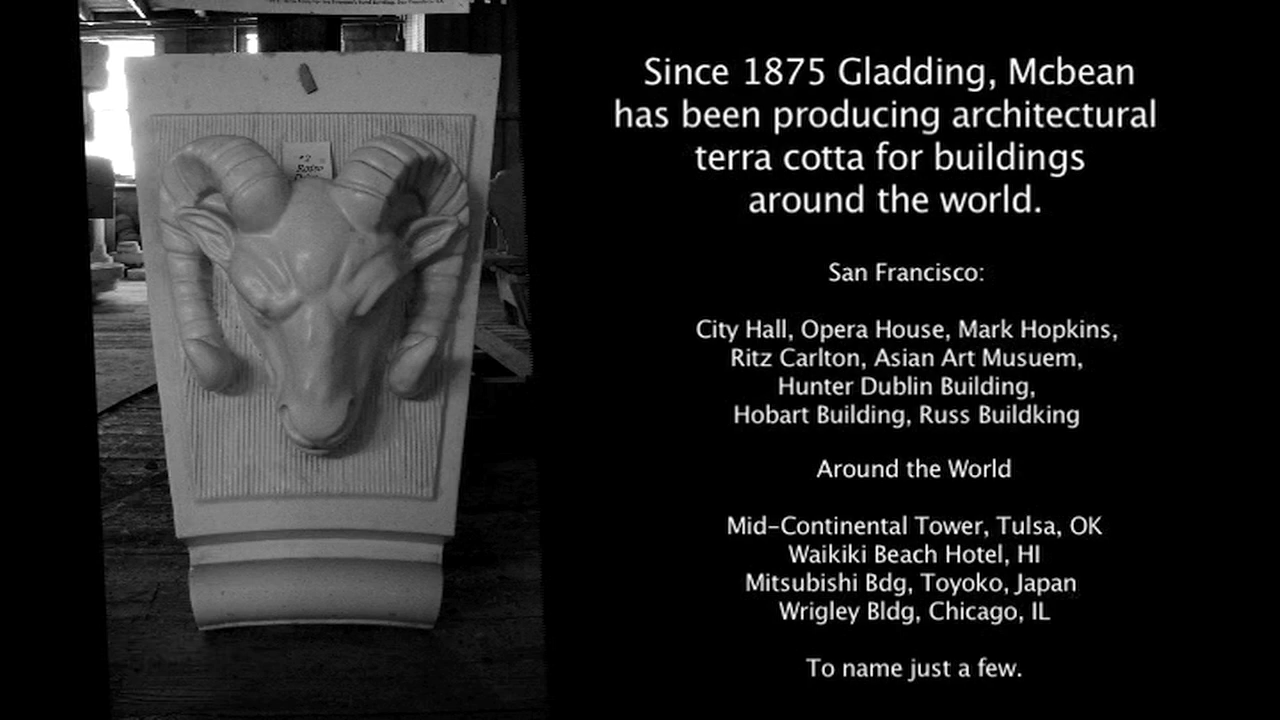 Since 1875 Gladding, Mcbean
has been producing architectural
terra cotta for buildings
around the world.
San Francisco:
City Hall, Opera House, Mark Hopkins,
Ritz Carlton, Asian Art Musuem,
Hunter Dublin Building,
Hobart Building, Russ Buildking
Around the World
Mid-Continental Tower, Tulsa, OK
Waikiki Beach Hotel, HI
Mitsubishi Bdg, Toyoko, Japan
Wrigley Bldg, Chicago, IL
To name just a few.